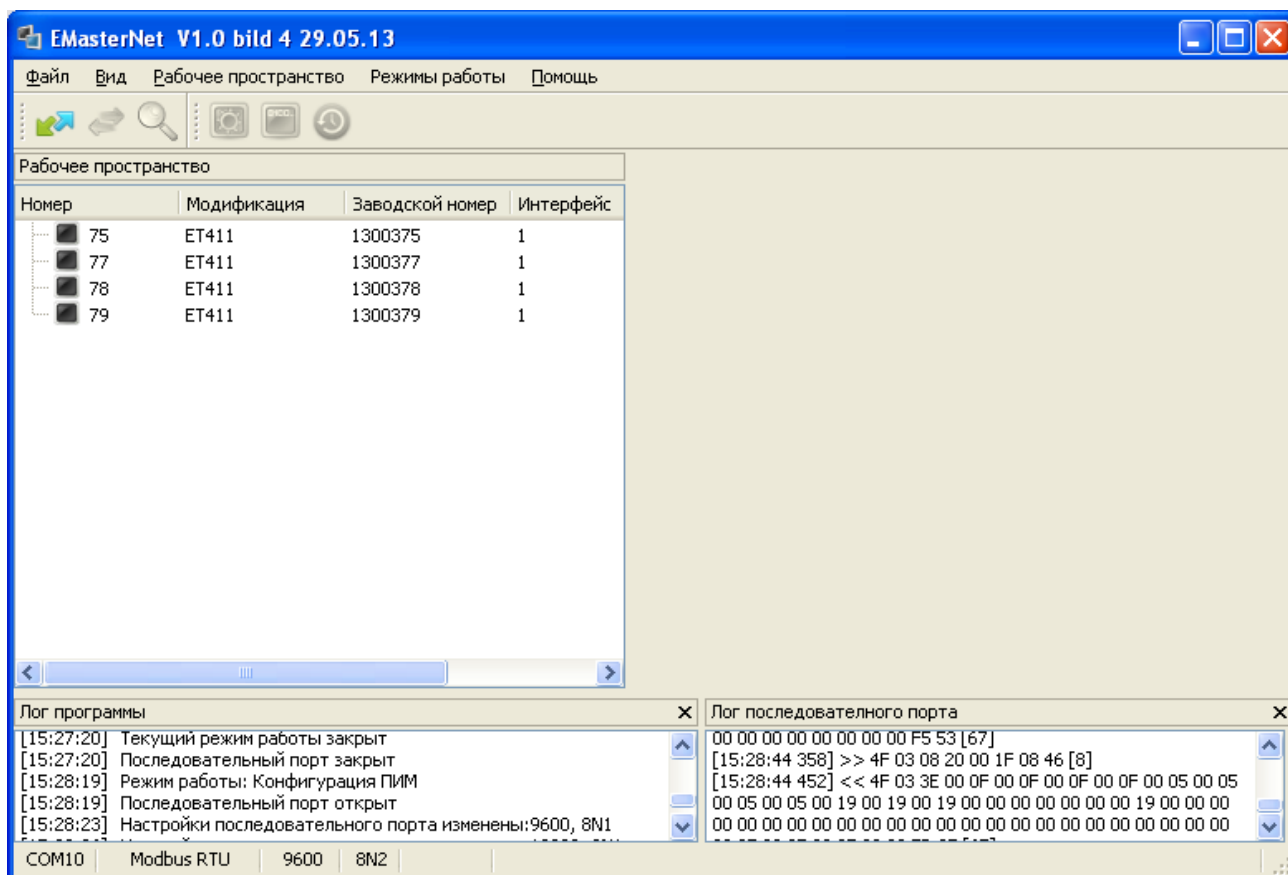 EMasterNet V1.0 bild 4 29.05.13
Файл Вид Рабочее пространство Режимы работы Помощь
Рабочее пространство
Номер Модификация Заводской номер Интерфейс
75 ET411 1300375 1
77 ET411 1300377 1
78 ET411 1300378 1
79 ET411 1300379 1
Лог программы
[15:27:20] Текущий режим работы закрыт
[15:27:20] Последовательный порт закрыт
[15:28:19] Режим работы: Конфигурация ПИМ
[15:28:19] Последовательный порт открыт
[15:28:23] Настройки последовательного порта изменены:9600, 8N1
Лог последователного порта
00 00 00 00 00 00 00 00 F5 53 [67]
[15:28:44 358] >> 4F 03 08 20 00 1F 08 46 [8]
[15:28:44 452] << 4F 03 3E 00 0F 00 0F 00 0F 00 0F 00 05 00 05
00 05 00 05 00 19 00 19 00 19 00 00 00 00 00 00 00 19 00 00 00
00 00 00 00 00 00 00 00 00 00 00 00 00 00 00 00 00 00 00 00 00
COM10 Modbus RTU 9600 8N2